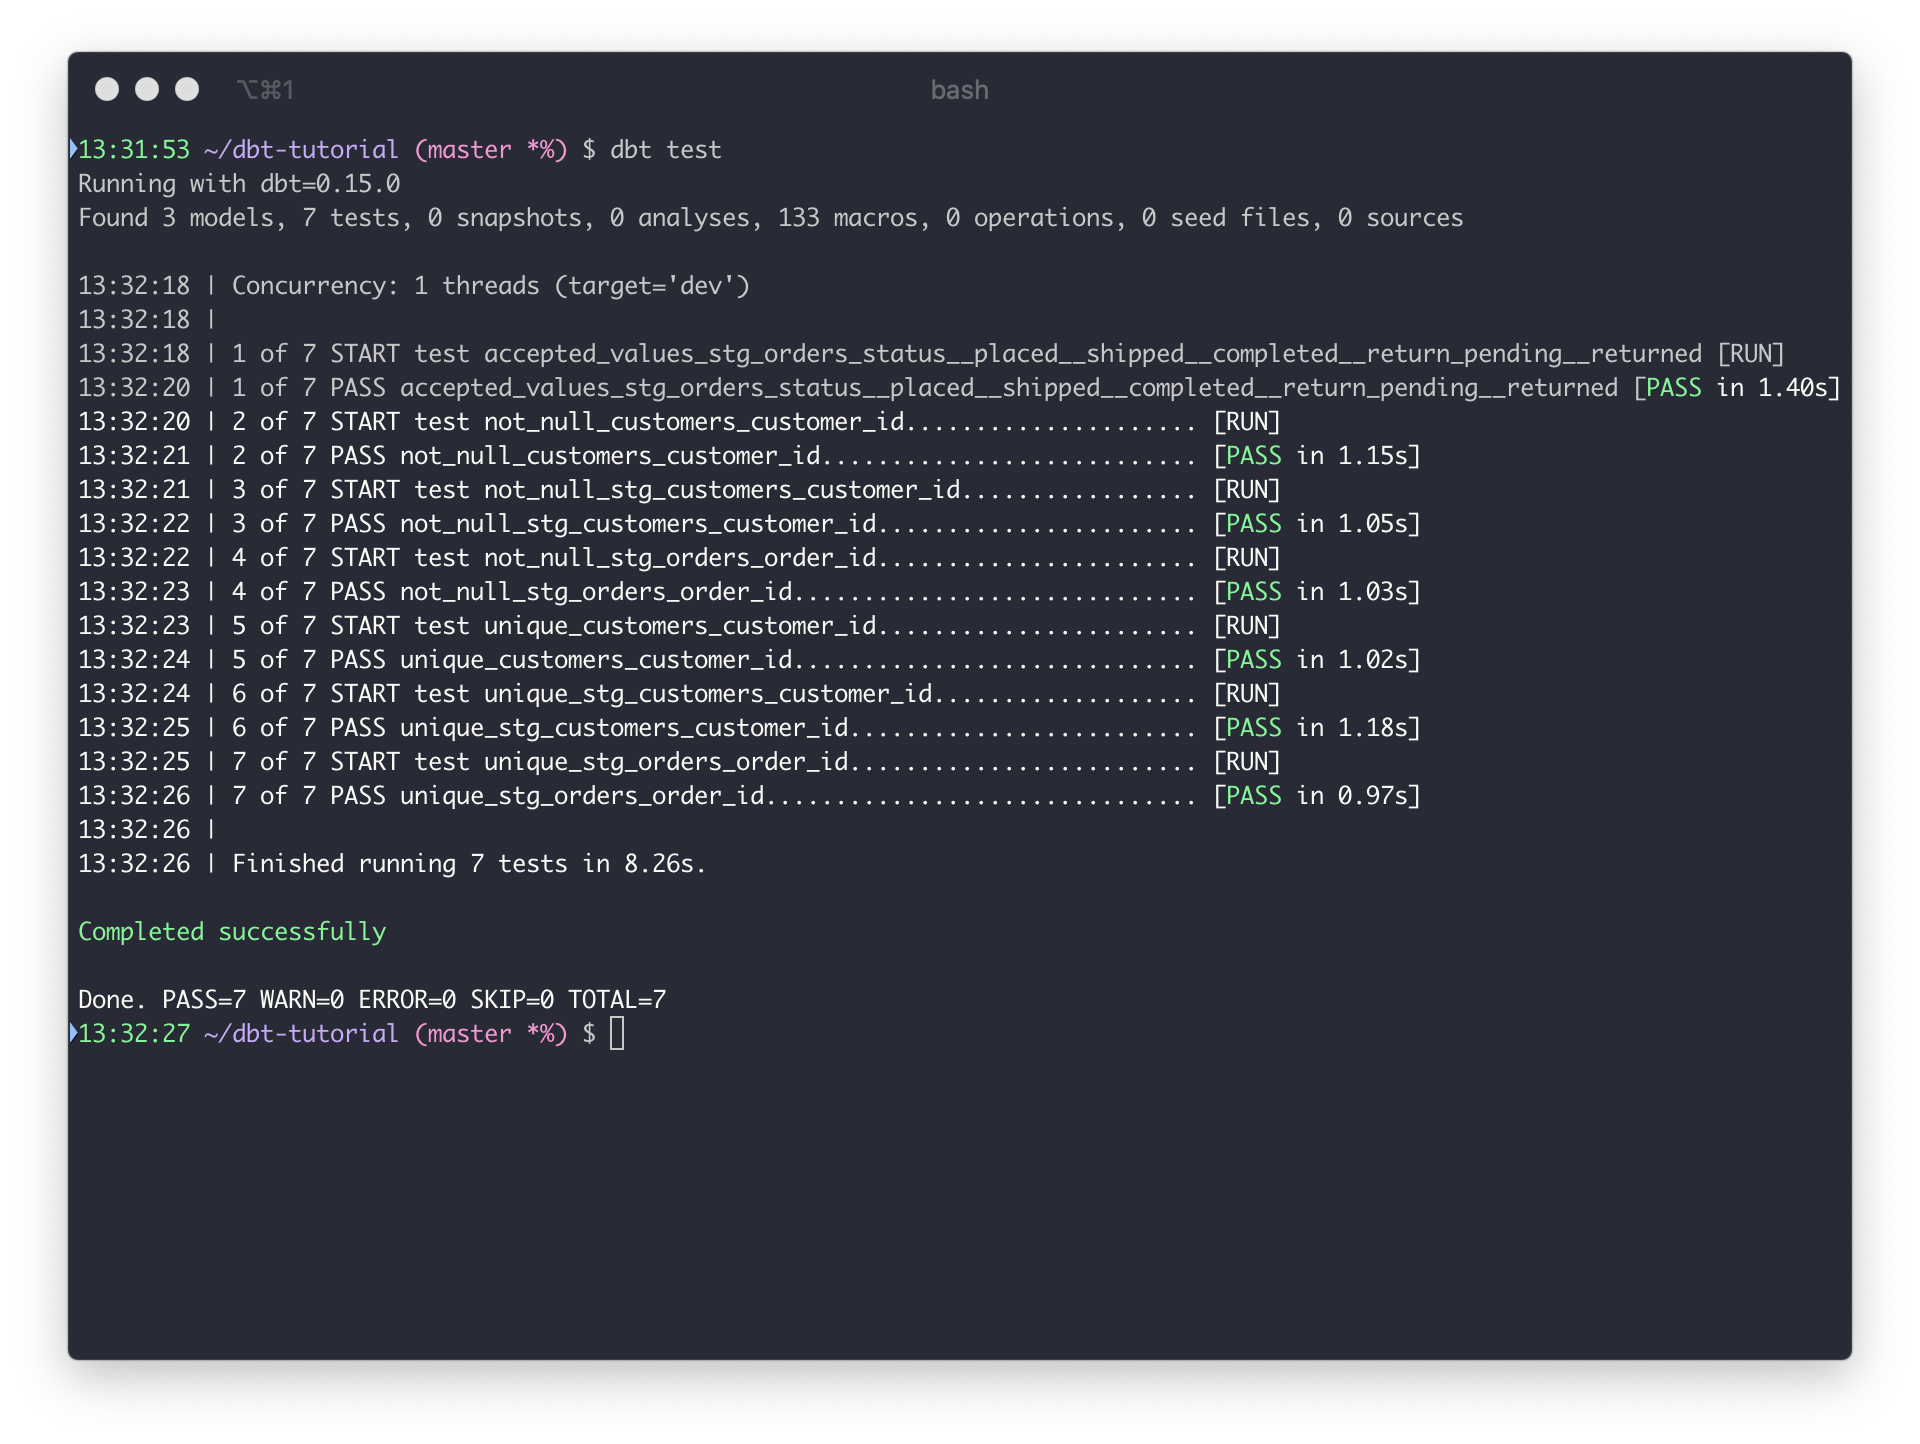 ⌥⌘1
bash
13:31:53 ~/dbt-tutorial (master *%) $ dbt test
Running with dbt=0.15.0
Found 3 models, 7 tests, 0 snapshots, 0 analyses, 133 macros, 0 operations, 0 seed files, 0 sources
13:32:18 | Concurrency: 1 threads (target='dev')
13:32:18 |
13:32:18 | 1 of 7 START test accepted_values_stg_orders_status__placed__shipped__completed__return_pending__returned [RUN]
13:32:20 | 1 of 7 PASS accepted_values_stg_orders_status__placed__shipped__completed__return_pending__returned [PASS in 1.40s]
13:32:20 | 2 of 7 START test not_null_customers_customer_id..................... [RUN]
13:32:21 | 2 of 7 PASS not_null_customers_customer_id........................... [PASS in 1.15s]
13:32:21 | 3 of 7 START test not_null_stg_customers_customer_id................. [RUN]
13:32:22 | 3 of 7 PASS not_null_stg_customers_customer_id....................... [PASS in 1.05s]
13:32:22 | 4 of 7 START test not_null_stg_orders_order_id....................... [RUN]
13:32:23 | 4 of 7 PASS not_null_stg_orders_order_id............................. [PASS in 1.03s]
13:32:23 | 5 of 7 START test unique_customers_customer_id....................... [RUN]
13:32:24 | 5 of 7 PASS unique_customers_customer_id............................. [PASS in 1.02s]
13:32:24 | 6 of 7 START test unique_stg_customers_customer_id................... [RUN]
13:32:25 | 6 of 7 PASS unique_stg_customers_customer_id......................... [PASS in 1.18s]
13:32:25 | 7 of 7 START test unique_stg_orders_order_id......................... [RUN]
13:32:26 | 7 of 7 PASS unique_stg_orders_order_id............................... [PASS in 0.97s]
13:32:26 |
13:32:26 | Finished running 7 tests in 8.26s.
Completed successfully
Done. PASS=7 WARN=0 ERROR=0 SKIP=0 TOTAL=7
13:32:27 ~/dbt-tutorial (master *%) $